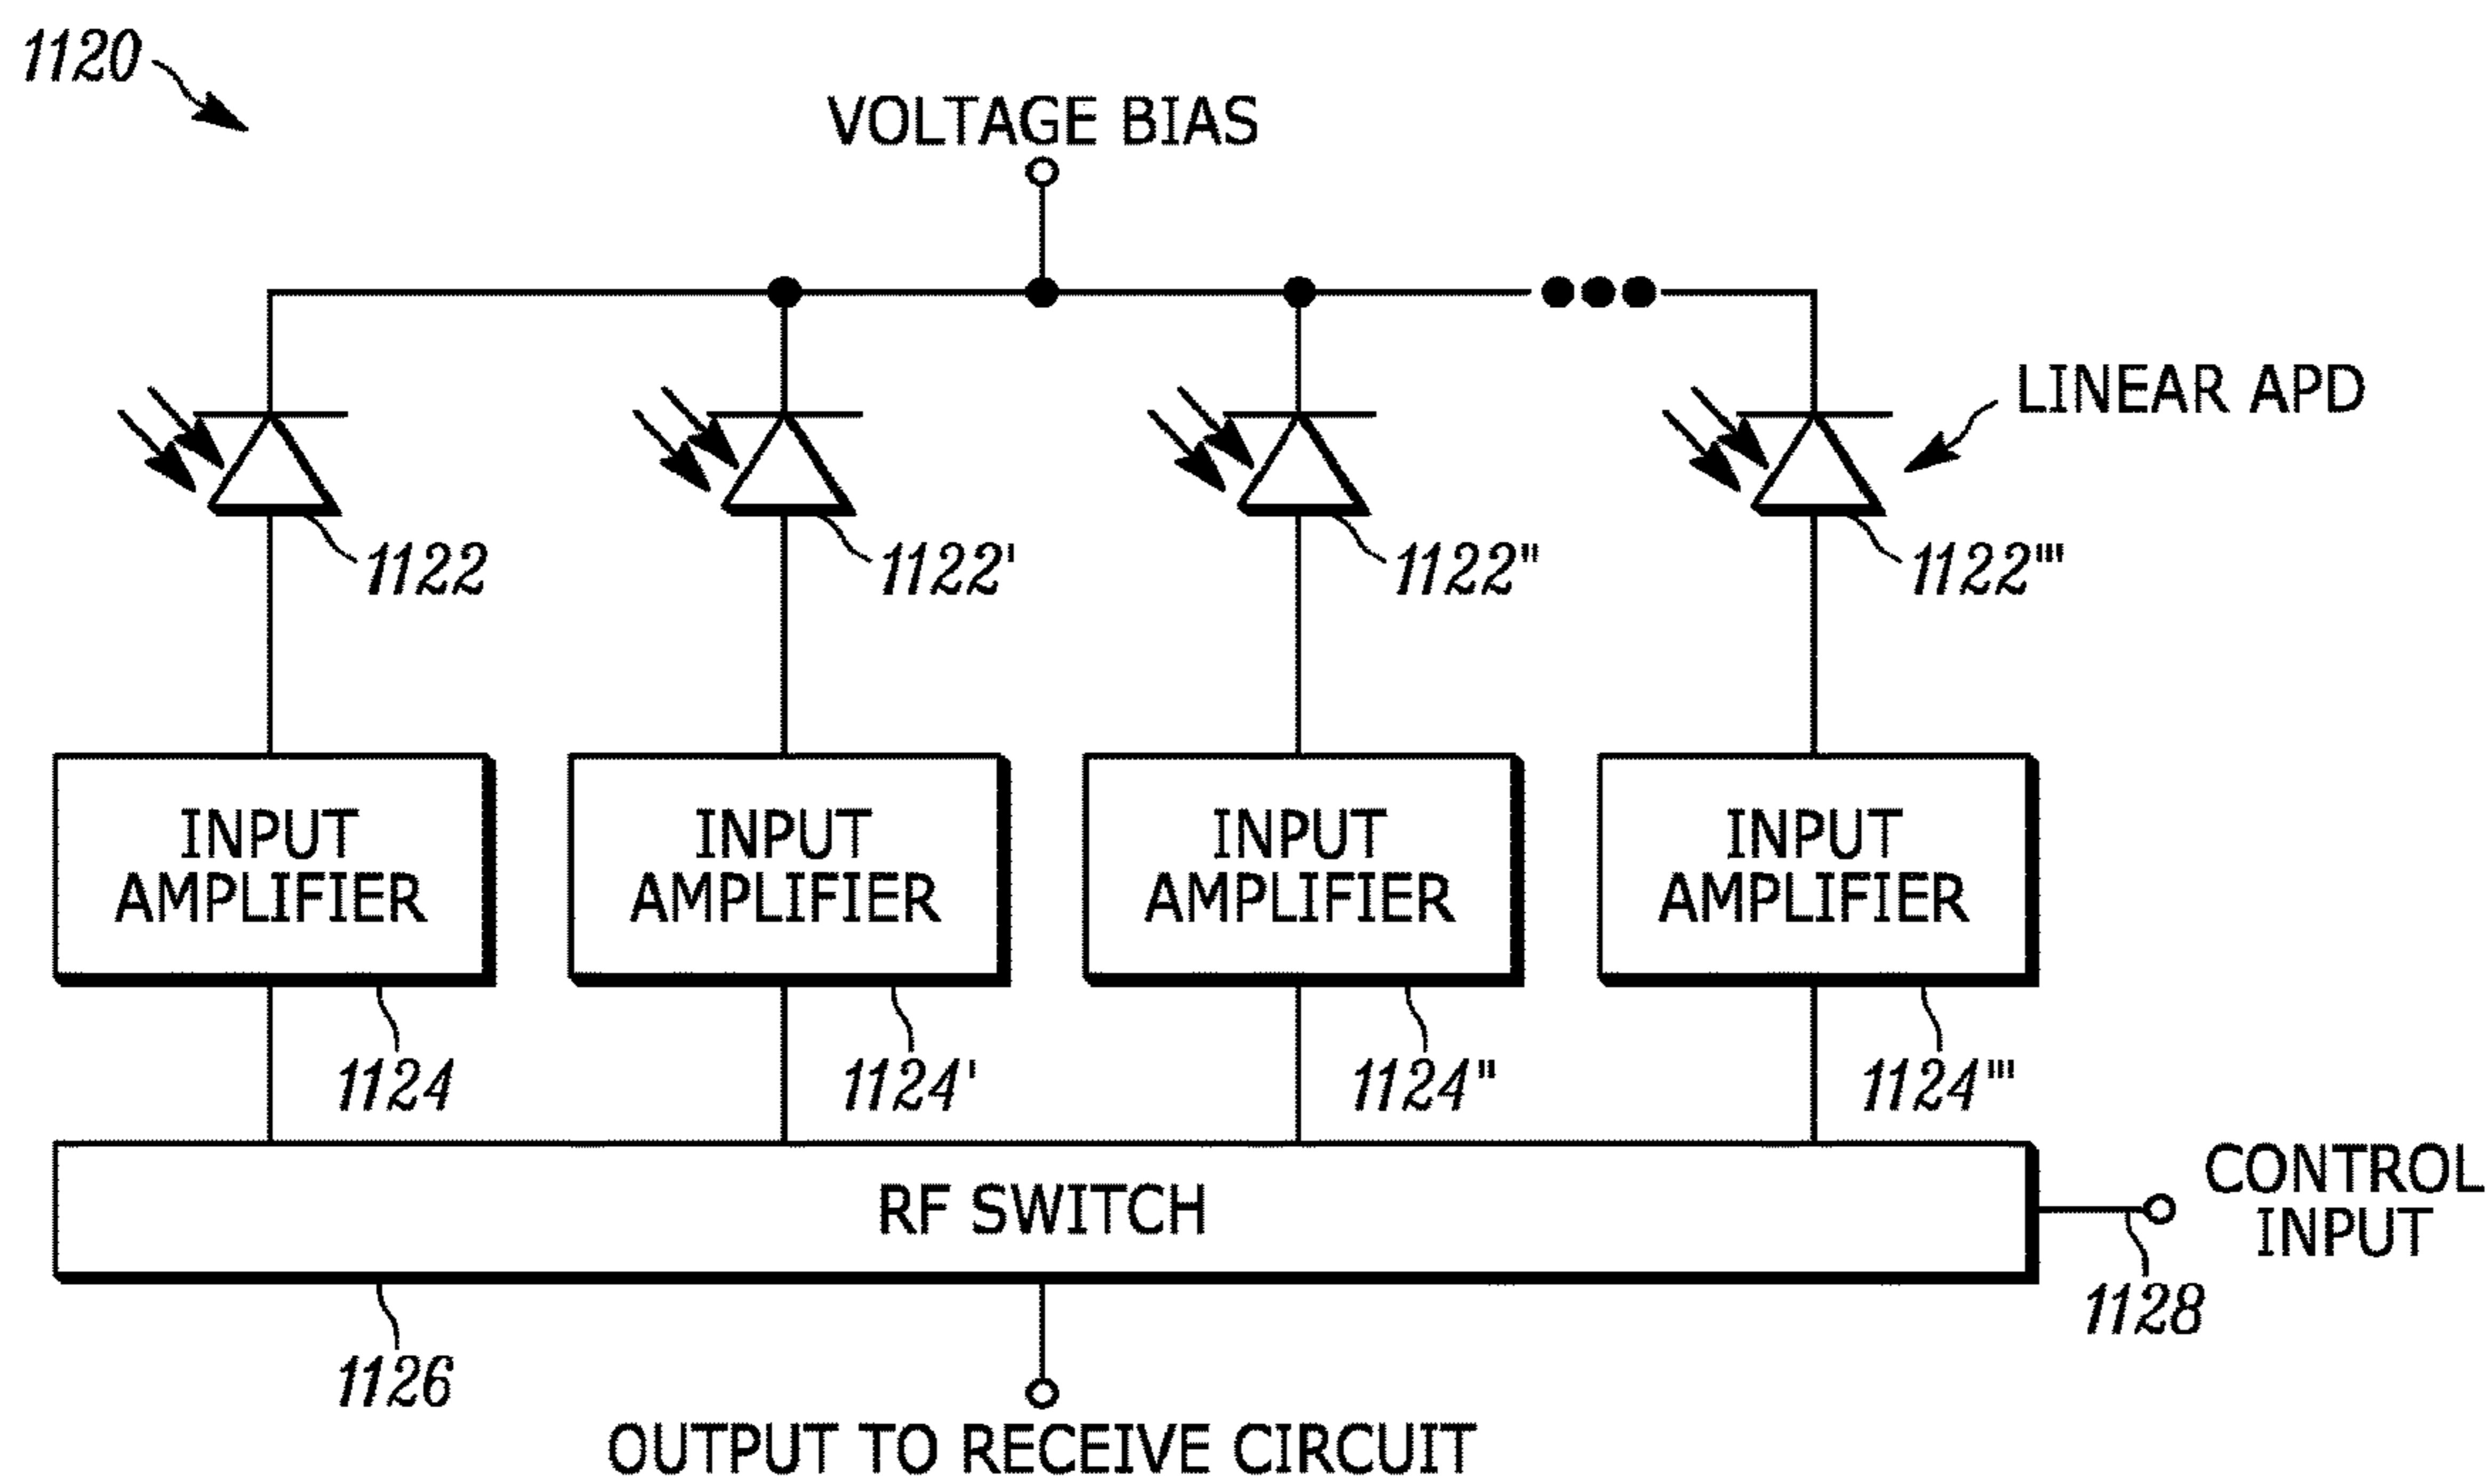 1120
VOLTAGE BIAS
LINEAR APD
1122
1122'
1122"
1122'"
INPUT
AMPLIFIER
INPUT
AMPLIFIER
INPUT
AMPLIFIER
INPUT
AMPLIFIER
1124
1124'
1124"
1124'"
RF SWITCH
CONTROL
INPUT
1128
1126
OUTPUT TO RECEIVE CIRCUIT